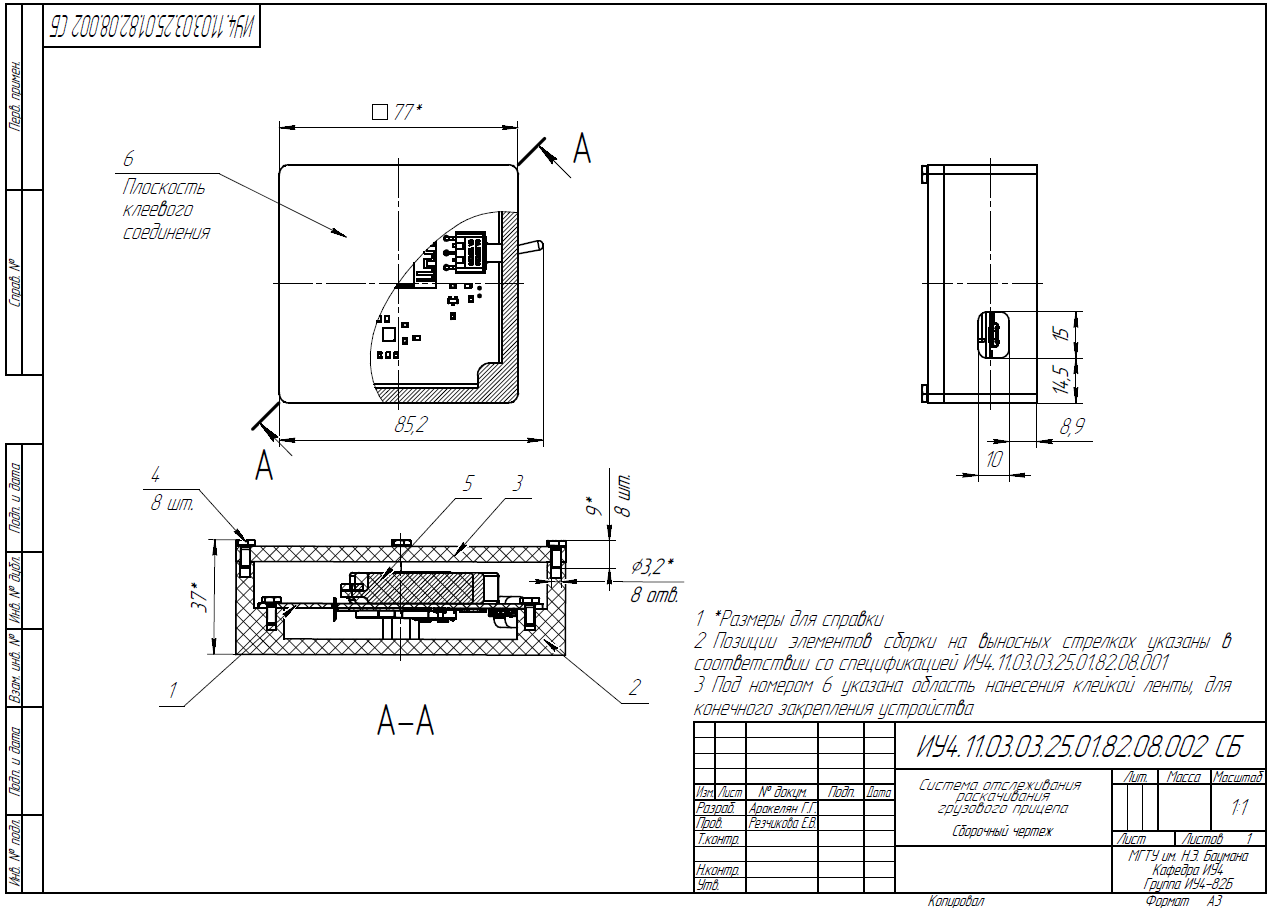 ИУ4.11.03.03.25.01.82.08.002 СБ
Перв. примен.
Справ. №
Подп. и дата
Инв. № дубл.
Взам. инв. №
Подп. и дата
Инв. № подл.
□ 77*
А
6
Плоскость
клеевого
соединения
85,2
А
15
14,5
8,9
10
4
8 шт.
5
3
9*
8 шт.
⌀3,2*
8 отв.
37*
1
2
А-А
1 *Размеры для справки
2 Позиции элементов сборки на выносных стрелках указаны в
соответствии со спецификацией ИУ4.11.03.03.25.01.82.08.001
3 Под номером 6 указана область нанесения клейкой ленты, для
конечного закрепления устройства
ИУ4.11.03.03.25.01.82.08.002 СБ
Изм. Лист № докум. Подп. Дата
Разраб. Аракелян Г.Г.
Пров. Резчикова Е.В.
Т.контр.
Н.контр.
Утв.
Система отслеживания
раскачивания
грузового прицепа
Сборочный чертеж
Лит. Масса Масштаб
1:1
Лист Листов 1
МГТУ им. Н.Э. Баумана
Кафедра ИУ4
Группа ИУ4-82Б
Копировал Формат А3